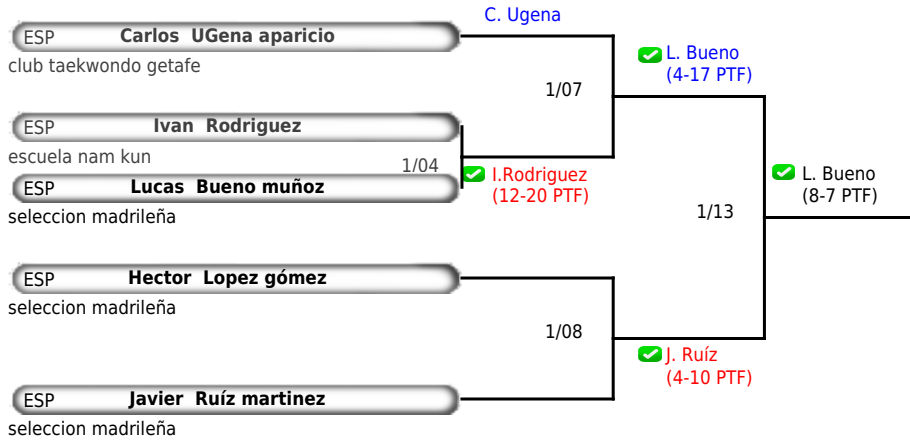 C. Ugena
ESP Carlos UGena aparicio
club taekwondo getafe
L. Bueno
(4-17 PTF)
1/07
ESP Ivan Rodriguez
escuela nam kun
1/04
ESP Lucas Bueno muñoz
seleccion madrileña
I.Rodriguez
(12-20 PTF)
L. Bueno
(8-7 PTF)
1/13
ESP Hector Lopez gómez
seleccion madrileña
1/08
J. Ruíz
(4-10 PTF)
ESP Javier Ruíz martinez
seleccion madrileña